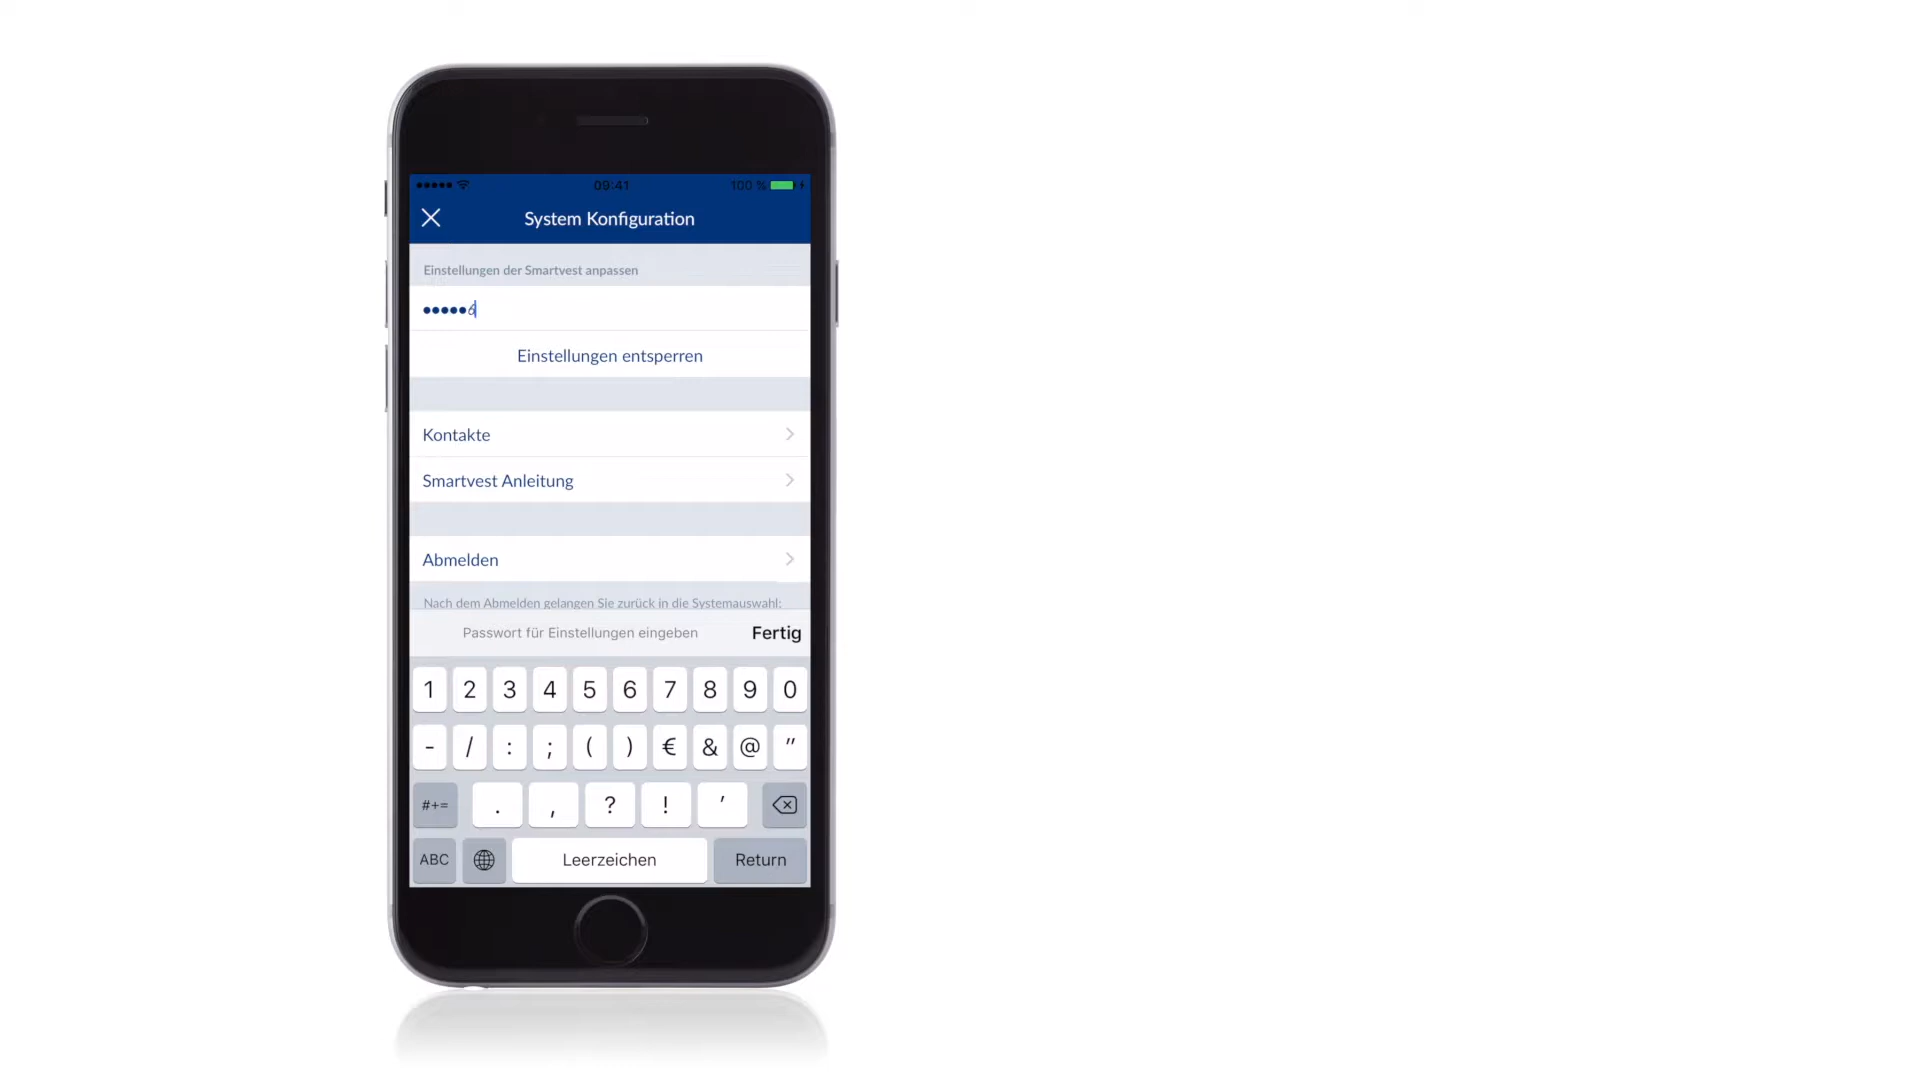 09:41 100 %
System Konfiguration
Einstellungen der Smartvest anpassen
•••••6
Einstellungen entsperren
Kontakte
Smartvest Anleitung
Abmelden
Nach dem Abmelden gelangen Sie zurück in die Systemauswahl:
Passwort für Einstellungen eingeben Fertig
1 2 3 4 5 6 7 8 9 0
- / : ; ( ) € & @ "
#+= . , ? ! '
ABC Leerzeichen Return